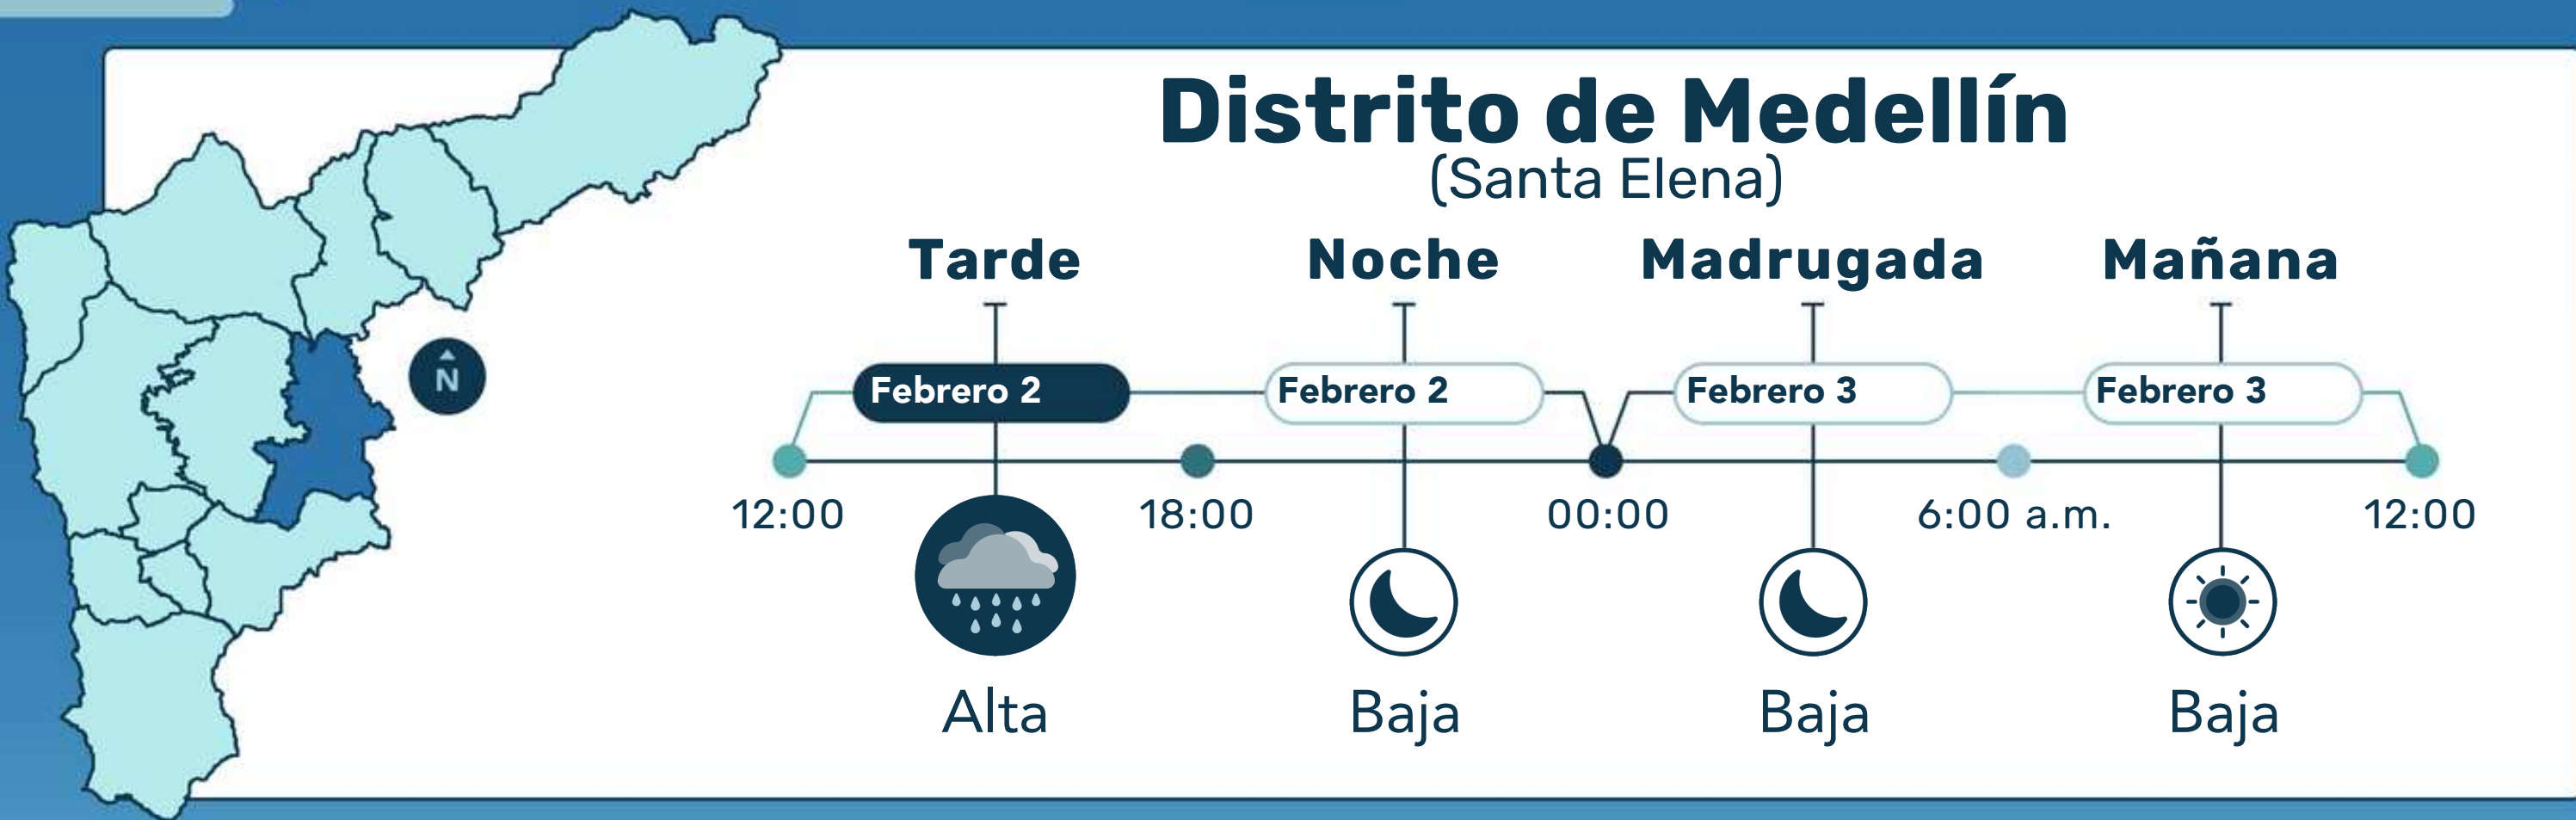 Distrito de Medellín
(Santa Elena)
Tarde Noche Madrugada Mañana
Febrero 2 Febrero 2 Febrero 3 Febrero 3
N
12:00 18:00 00:00 6:00 a.m. 12:00
Alta Baja Baja Baja